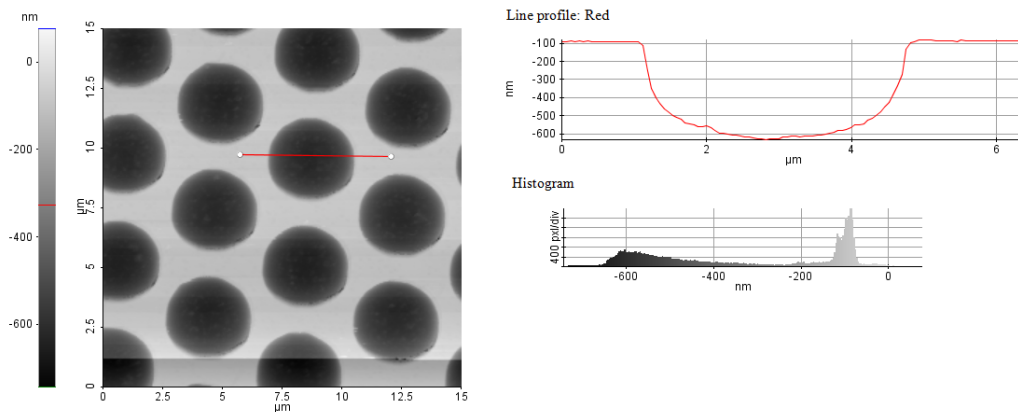 nm
0
-200
-400
-600
15
12.5
10
7.5
µm
5
2.5
0
0 2.5 5 7.5 10 12.5 15
µm
Line profile: Red
-100
-200
-300
nm
-400
-500
-600
0 2 4 6
µm
Histogram
400 pxl/div
-600 -400 -200 0
nm